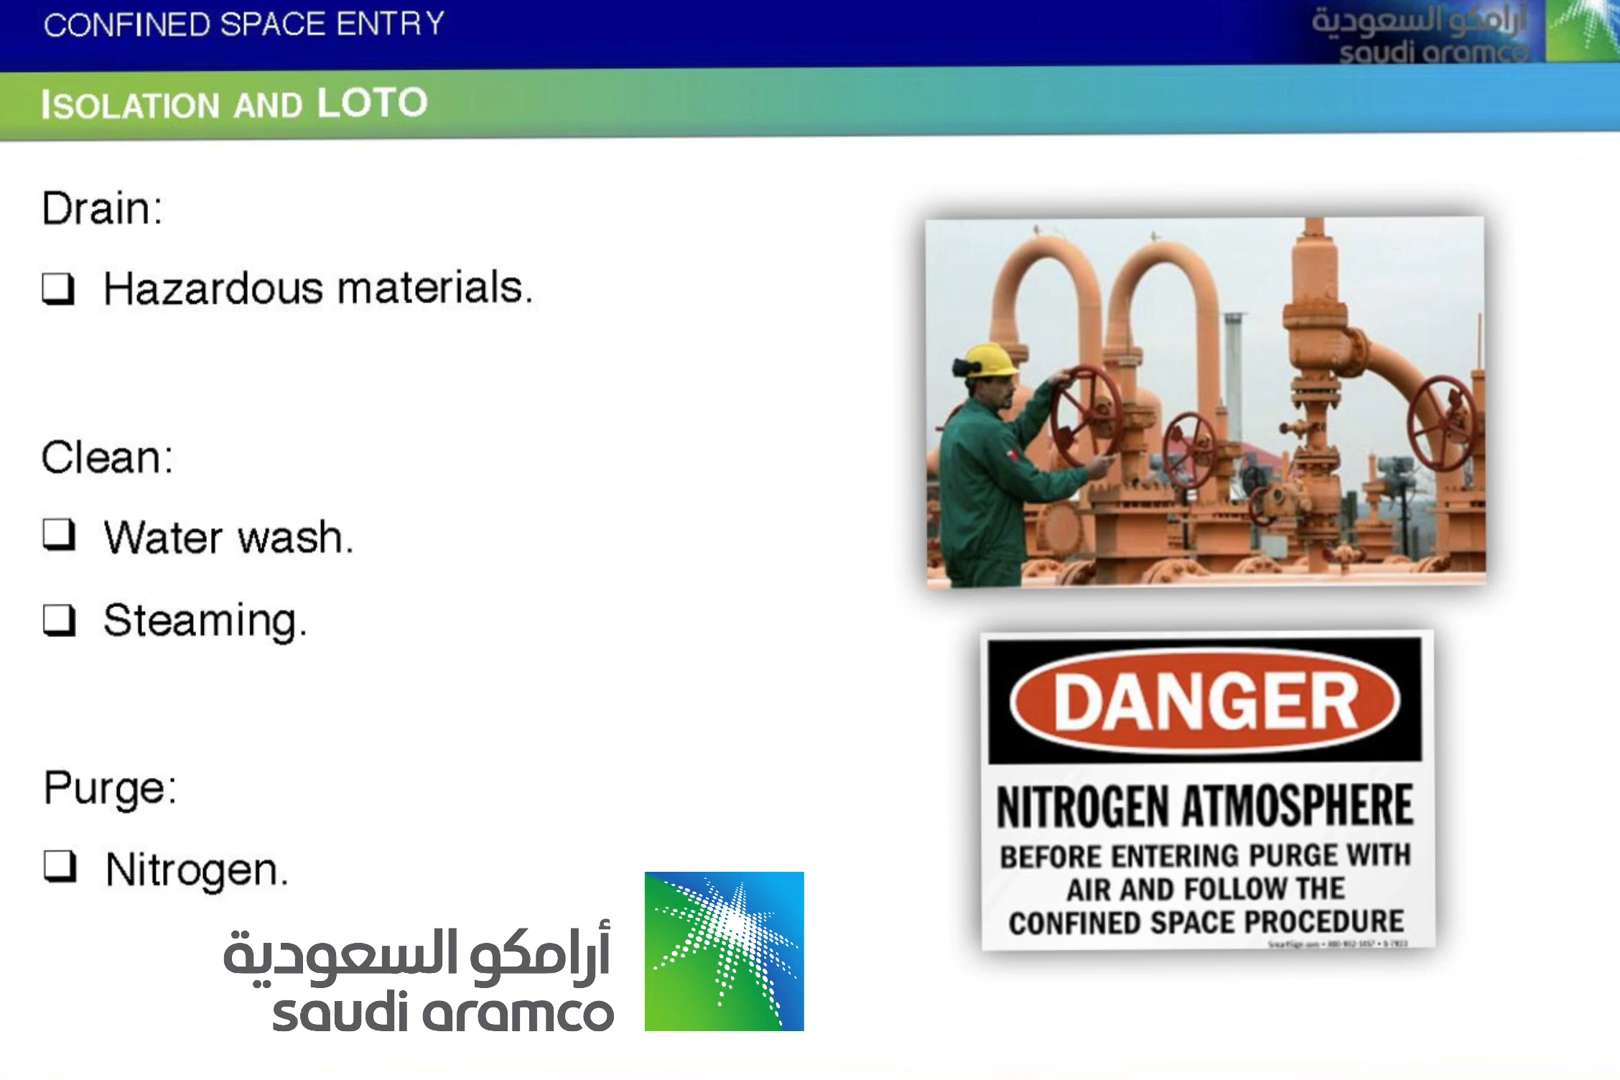 CONFINED SPACE ENTRY
أرامكو السعودية
saudi aramco
ISOLATION AND LOTO
Drain:
Hazardous materials.
Clean:
Water wash.
Steaming.
Purge:
Nitrogen.
DANGER
NITROGEN ATMOSPHERE
BEFORE ENTERING PURGE WITH
AIR AND FOLLOW THE
CONFINED SPACE PROCEDURE
أرامكو السعودية
saudi aramco